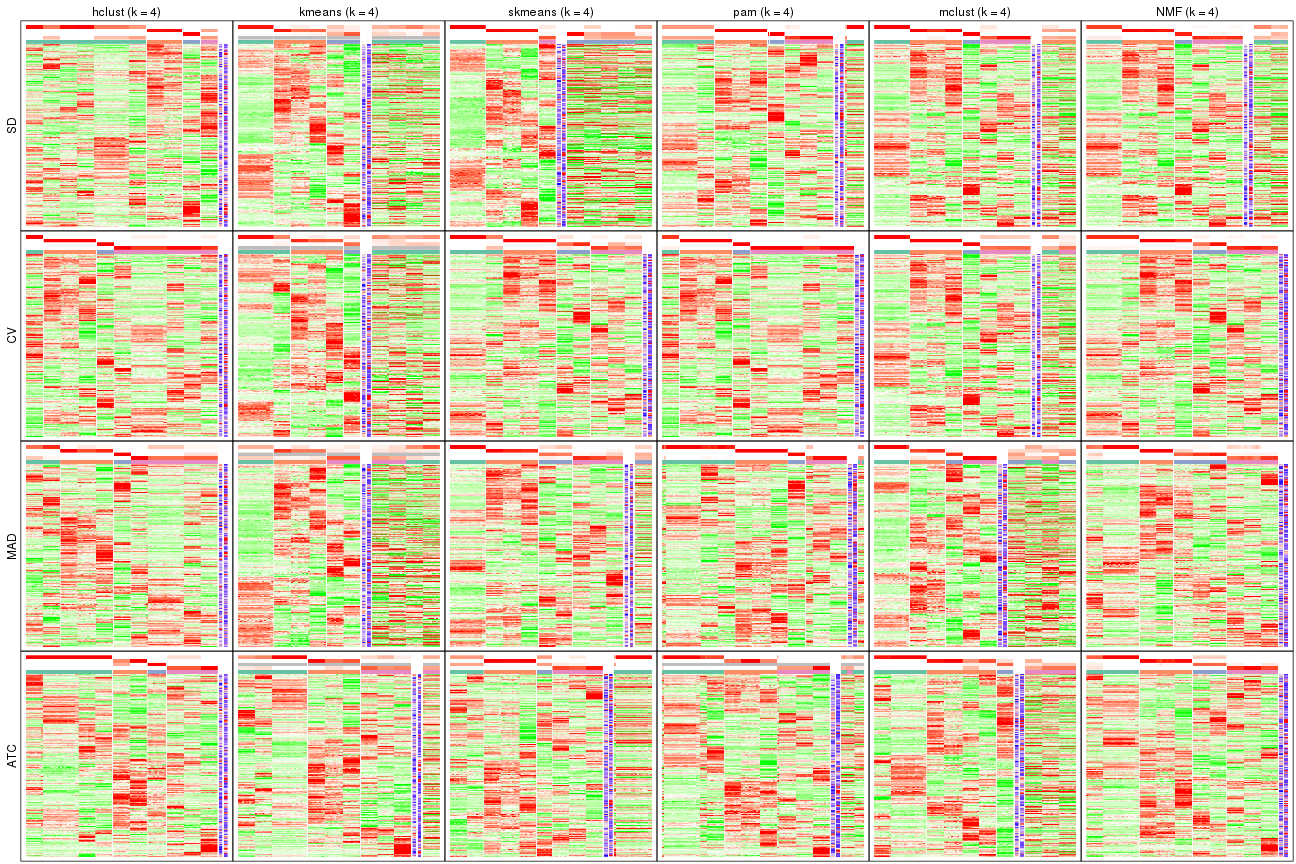 hclust (k = 4) kmeans (k = 4) skmeans (k = 4) pam (k = 4) mclust (k = 4) NMF (k = 4)
SD
CV
MAD
ATC